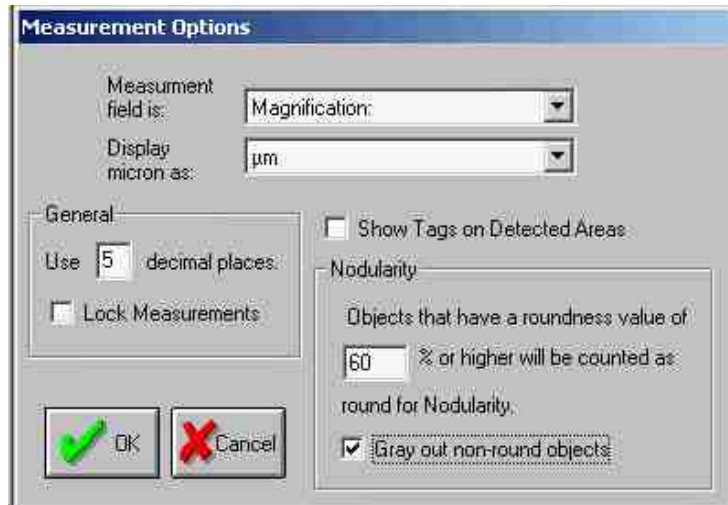 Measurement Options
Measurment
field is:
Magnification:
Display
micron as:
µm
General
Use 5 decimal places.
Lock Measurements
Show Tags on Detected Areas
Nodularity
Objects that have a roundness value of
60 % or higher will be counted as
round for Nodularity.
Gray out non-round objects
OK
Cancel